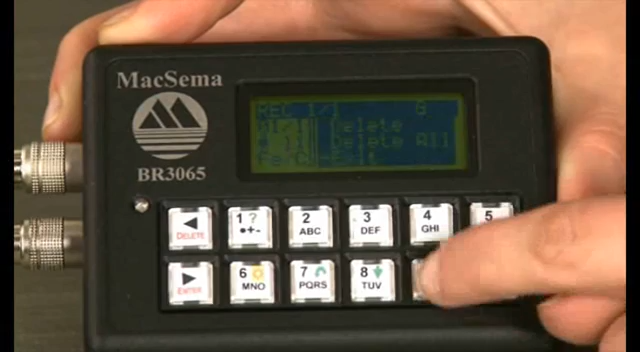 MacSema
BR3065
REC 1/1 G
Delete
Delete All
DELETE
1 ?
•+-
2
ABC
3
DEF
4
GHI
5
ENTER
6
MNO
7
PQRS
8
TUV